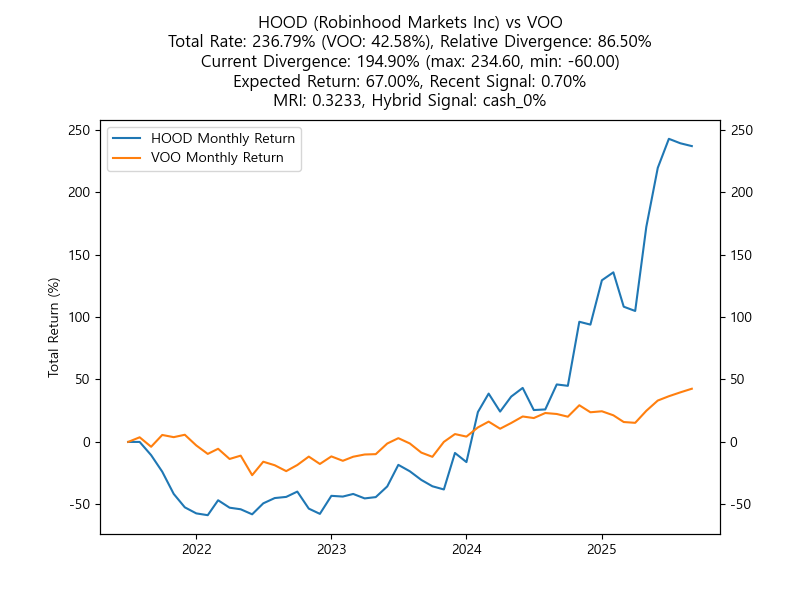 HOOD (Robinhood Markets Inc) vs VOO
Total Rate: 236.79% (VOO: 42.58%), Relative Divergence: 86.50%
Current Divergence: 194.90% (max: 234.60, min: -60.00)
Expected Return: 67.00%, Recent Signal: 0.70%
MRI: 0.3233, Hybrid Signal: cash_0%
HOOD Monthly Return
VOO Monthly Return
Total Return (%)
250
200
150
100
50
0
-50
250
200
150
100
50
0
-50
2022
2023
2024
2025